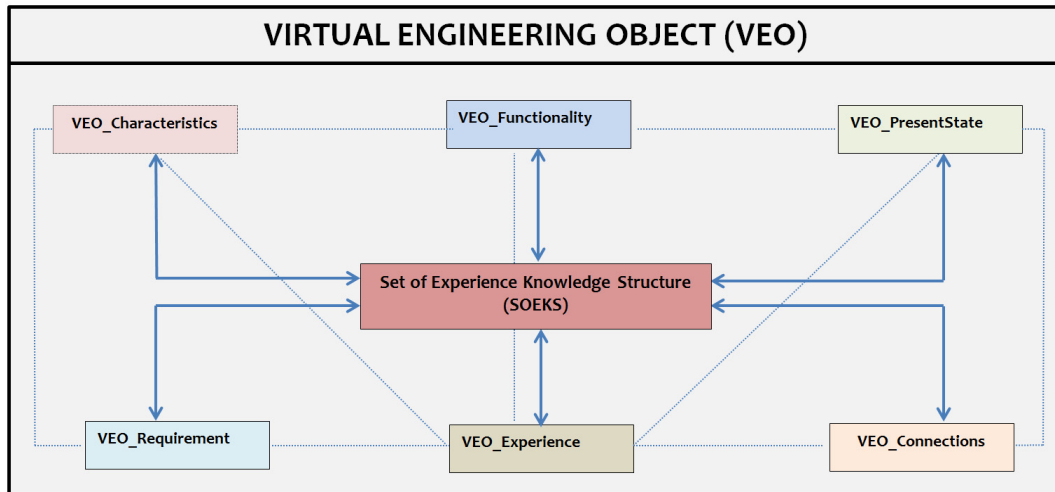 VIRTUAL ENGINEERING OBJECT (VEO)
VEO_Characteristics
VEO_Functionality
VEO_PresentState
Set of Experience Knowledge Structure
(SOEKS)
VEO_Requirement
VEO_Experience
VEO_Connections